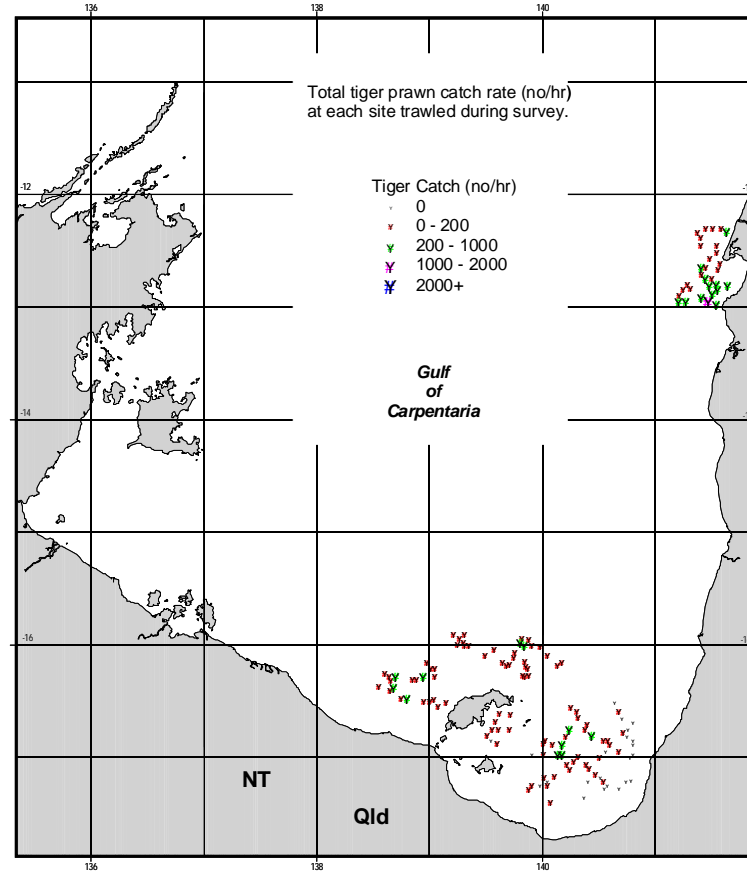 136 138 140
Total tiger prawn catch rate (no/hr)
at each site trawled during survey.
-12
Tiger Catch (no/hr)
0
0 - 200
200 - 1000
1000 - 2000
2000+
Gulf
of
Carpentaria
-14
-16
NT
Qld
136 138 140